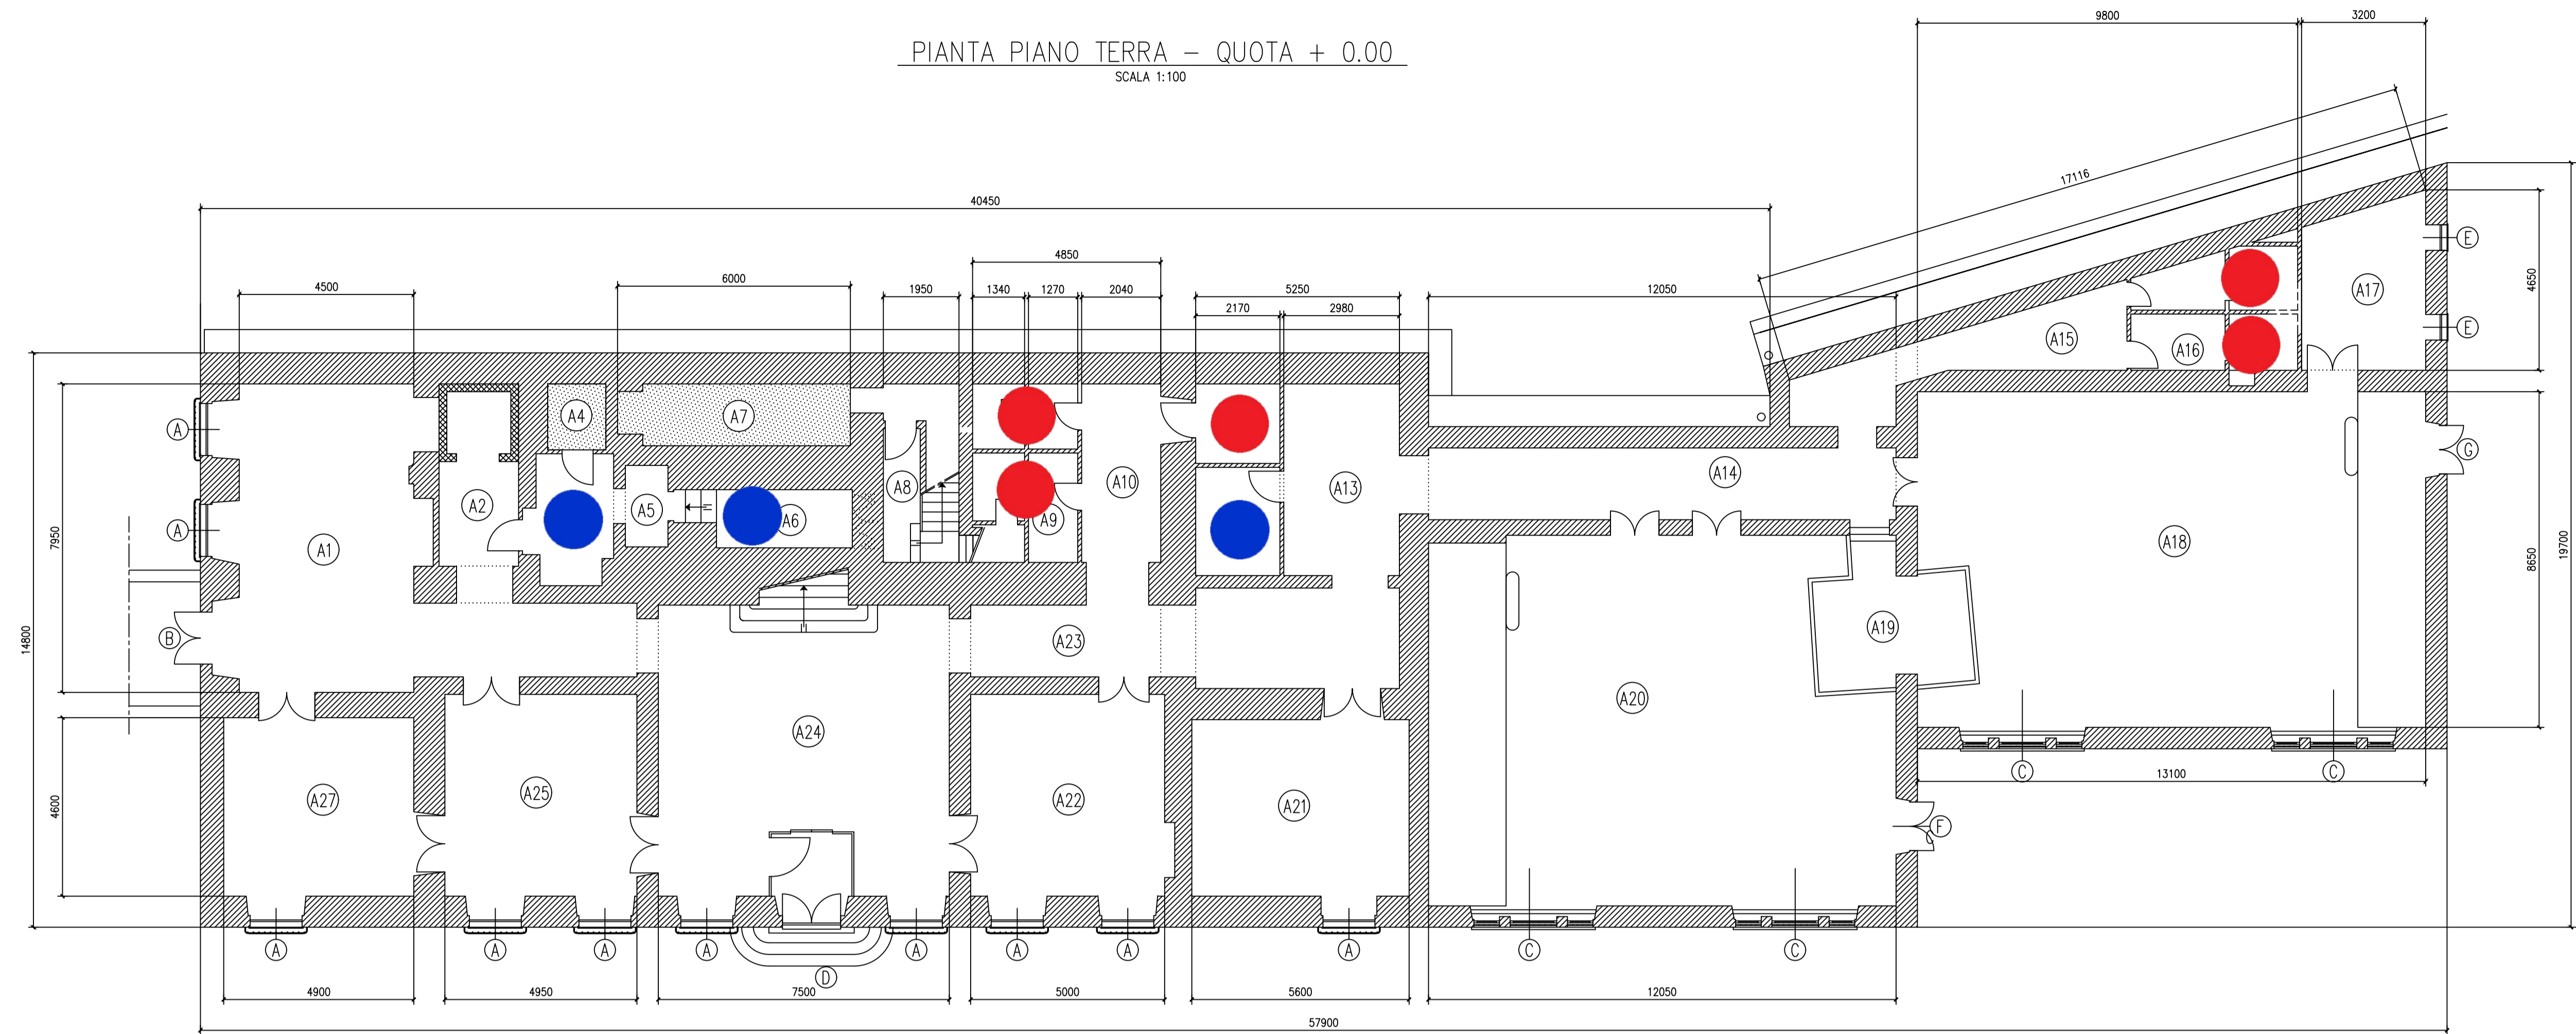 9800
3200
PIANTA PIANO TERRA – QUOTA + 0.00
SCALA 1:100
17116
40450
4850
6000
4500
1950
1340
1270
2040
5250
12050
2170
2980
E
4650
A17
E
A15
A16
A4
A7
A
G
A14
A8
A10
A13
A2
A5
A6
A9
A
7950
A1
A18
19700
8650
14800
B
A23
A19
A20
A24
C
C
13100
A27
A25
A22
A21
4600
F
A
A
A
A
A
A
A
A
C
C
D
4900
4950
7500
5000
5600
12050
57900